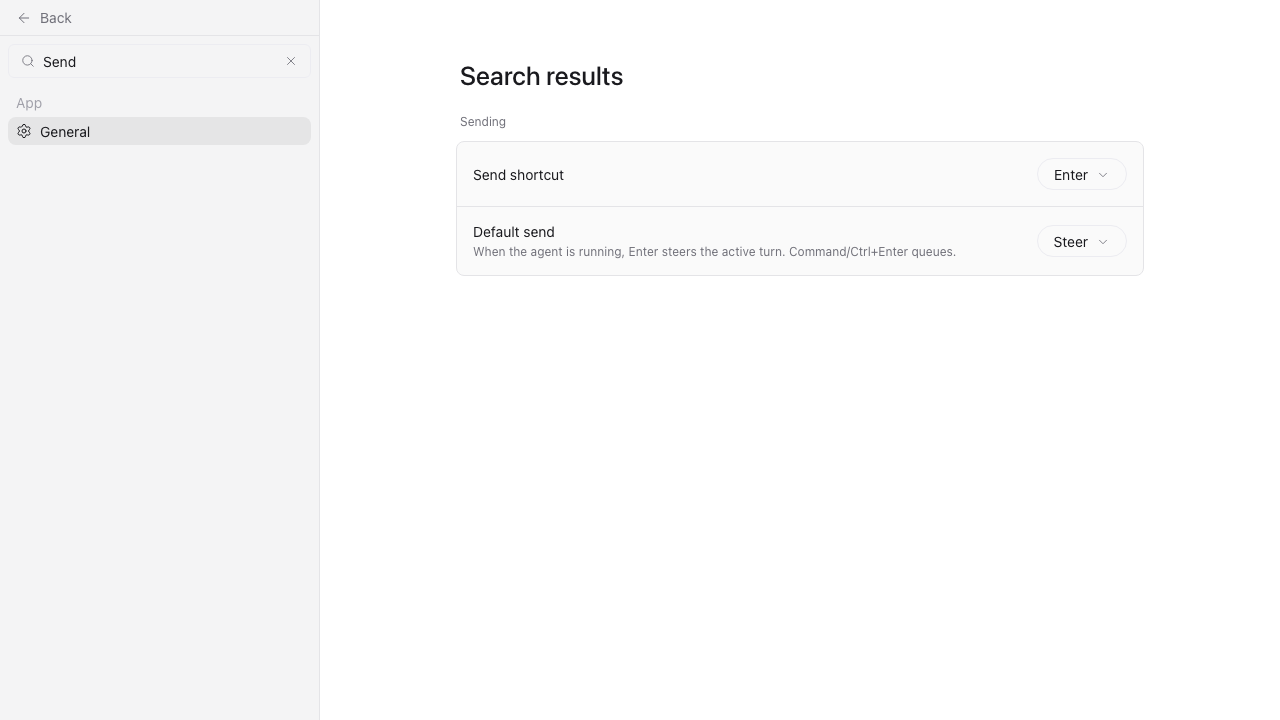 Back
Send
App
General
Search results
Sending
Send shortcut
Enter
Default send
When the agent is running, Enter steers the active turn. Command/Ctrl+Enter queues.
Steer